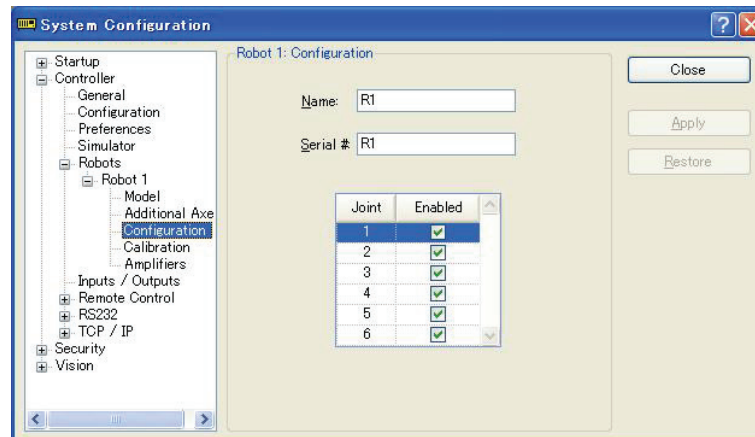 System Configuration
Startup
Controller
General
Configuration
Preferences
Simulator
Robots
Robot 1
Model
Additional Axe
Configuration
Calibration
Amplifiers
Inputs / Outputs
Remote Control
RS232
TCP / IP
Security
Vision
Robot 1: Configuration
Name: R1
Serial # R1
Joint Enabled
1
2
3
4
5
6
Close
Apply
Restore